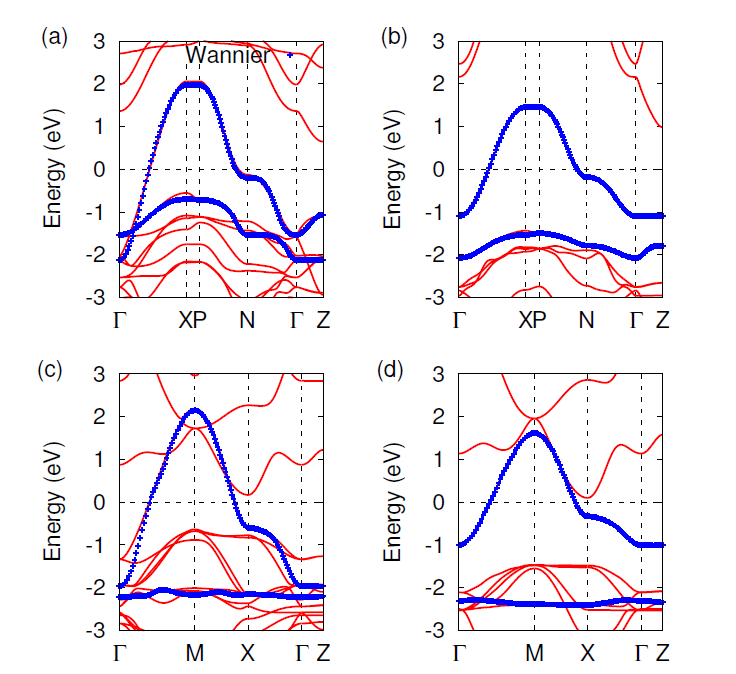 (a)
(b)
3
2
1
0
-1
-2
-3
Energy (eV)
Wannier
Γ
XP
N
Γ
Z
3
2
1
0
-1
-2
-3
Energy (eV)
Γ
XP
N
Γ
Z
(c)
(d)
3
2
1
0
-1
-2
-3
Energy (eV)
Γ
M
X
Γ
Z
3
2
1
0
-1
-2
-3
Energy (eV)
Γ
M
X
Γ
Z